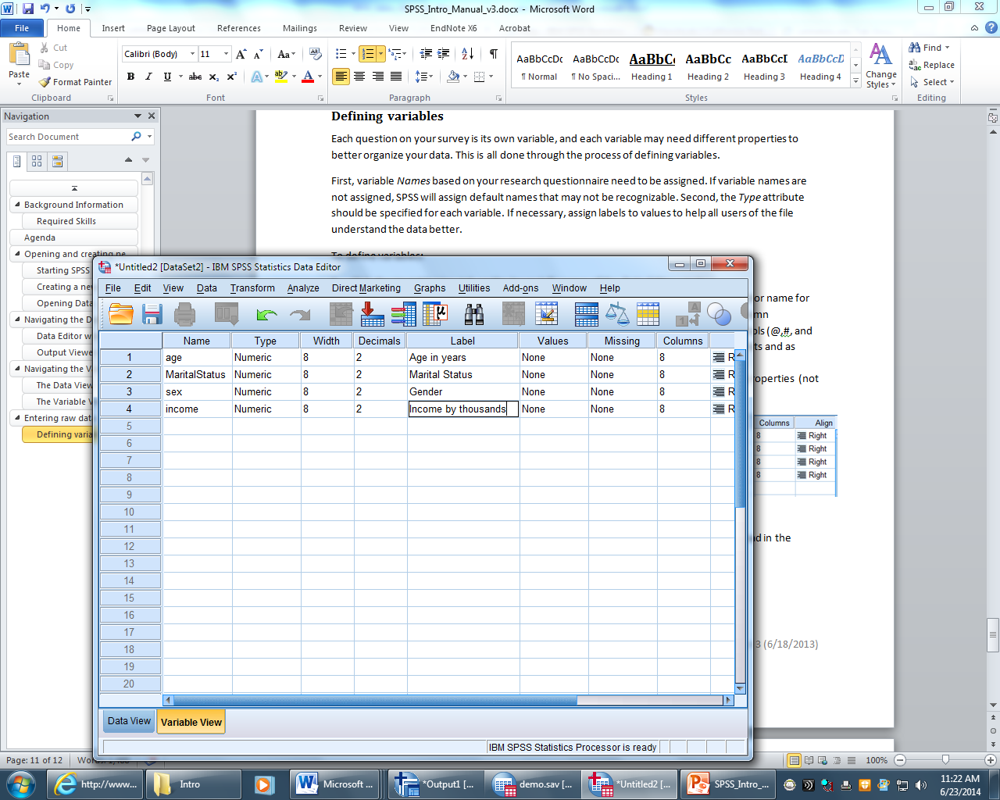 SPSS_Intro_Manual_v3.docx - Microsoft Word
File Home Insert Page Layout References Mailings Review View EndNote X6 Acrobat
Paste
Cut
Copy
Format Painter
Clipboard
Calibri (Body) 11
Font
Paragraph
AaBbCcDc AaBbCcDc AaBbCc AaBbCc AaBbCcI AaBbCcD
¶ Normal ¶ No Spaci... Heading 1 Heading 2 Heading 3 Heading 4
Change Styles
Styles
Find
Replace
Select
Editing
Navigation
Search Document
Background Information
Required Skills
Agenda
Opening and creating ne
Starting SPSS
Creating a ne
Opening Data
Navigating the D
Data Editor w
Output Viewe
Navigating the V
The Data View
The Variable V
Entering raw dat
Defining varia
Defining variables
Each question on your survey is its own variable, and each variable may need different properties to
better organize your data. This is all done through the process of defining variables.
First, variable Names based on your research questionnaire need to be assigned. If variable names are
not assigned, SPSS will assign default names that may not be recognizable. Second, the Type attribute
should be specified for each variable. If necessary, assign labels to values to help all users of the file
understand the data better.
To define variables:
or name for
mn
ols (@,#, and
ts and as
roperties (not
Columns Align
8 Right
8 Right
8 Right
8 Right
d in the
3 (6/18/2013)
*Untitled2 [DataSet2] - IBM SPSS Statistics Data Editor
File Edit View Data Transform Analyze Direct Marketing Graphs Utilities Add-ons Window Help
Name Type Width Decimals Label Values Missing Columns
1 age Numeric 8 2 Age in years None None 8 R
2 MaritalStatus Numeric 8 2 Marital Status None None 8 R
3 sex Numeric 8 2 Gender None None 8 R
4 income Numeric 8 2 Income by thousands None None 8 R
5
6
7
8
9
10
11
12
13
14
15
16
17
18
19
20
Data View Variable View
IBM SPSS Statistics Processor is ready
Page: 11 of 12 100%
http://www... Intro Microsoft ... *Output1 [... demo.sav [... *Untitled2 [... SPSS_Intro_... 11:22 AM
6/23/2014